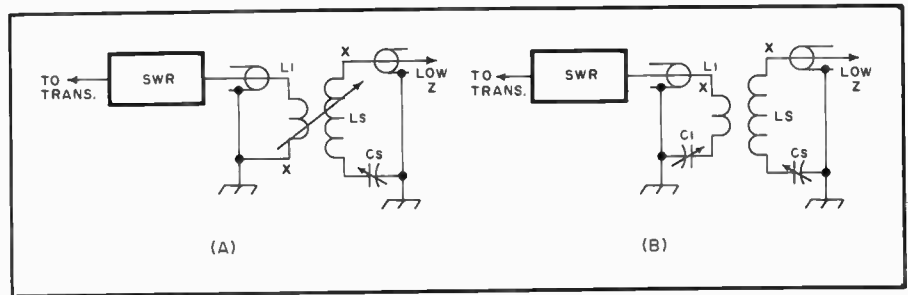 TO TRANS.
SWR
L1
X
X
LS
CS
LOW Z
(A)
TO TRANS.
SWR
L1
X
C1
X
LS
CS
LOW Z
(B)